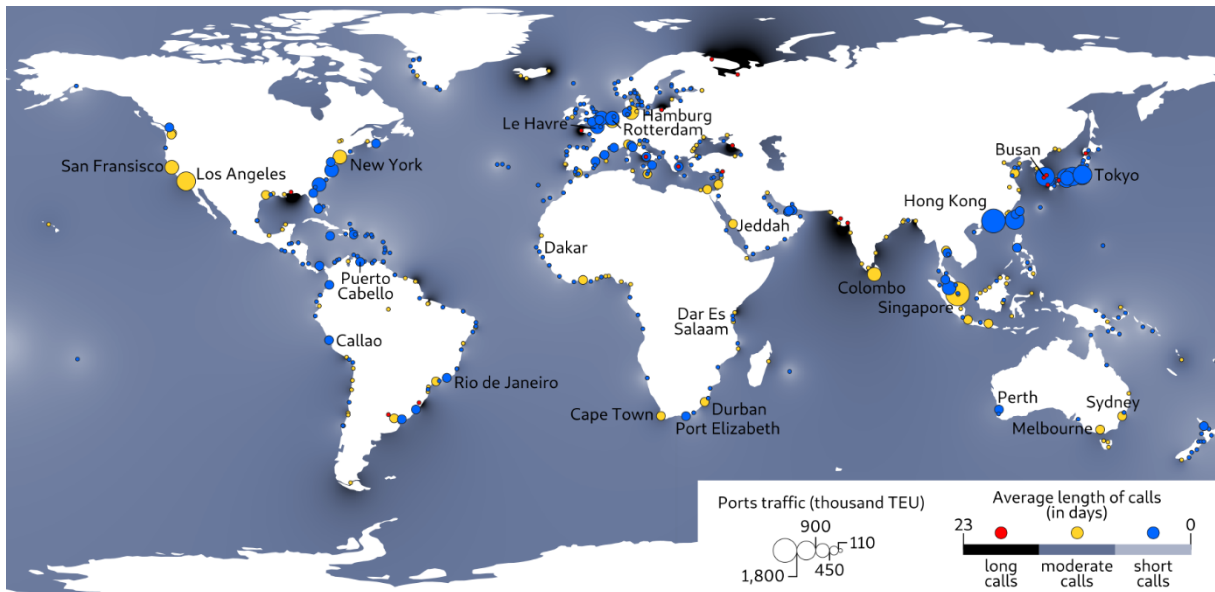 Le Havre
Hamburg
Rotterdam
San Fransisco
Los Angeles
New York
Busan
Tokyo
Hong Kong
Dakar
Jeddah
Puerto
Cabello
Colombo
Singapore
Dar Es
Salaam
Callao
Rio de Janeiro
Cape Town
Durban
Port Elizabeth
Perth
Sydney
Melbourne
Ports traffic (thousand TEU)
900
110
1,800
450
Average length of calls
(in days)
23
0
long
calls
moderate
calls
short
calls